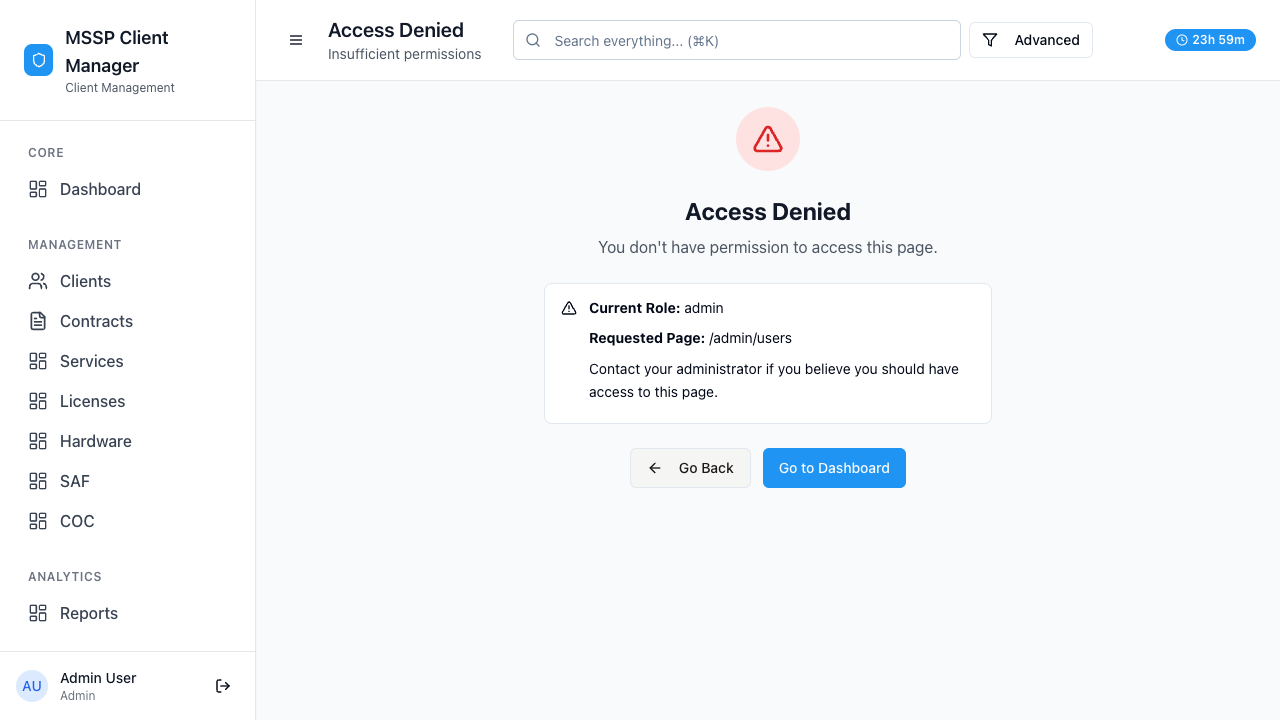 MSSP Client
Manager
Client Management
CORE
Dashboard
MANAGEMENT
Clients
Contracts
Services
Licenses
Hardware
SAF
COC
ANALYTICS
Reports
AU
Admin User
Admin
Access Denied
Insufficient permissions
Search everything... (⌘K)
Advanced
23h 59m
Access Denied
You don't have permission to access this page.
Current Role: admin
Requested Page: /admin/users
Contact your administrator if you believe you should have
access to this page.
Go Back
Go to Dashboard